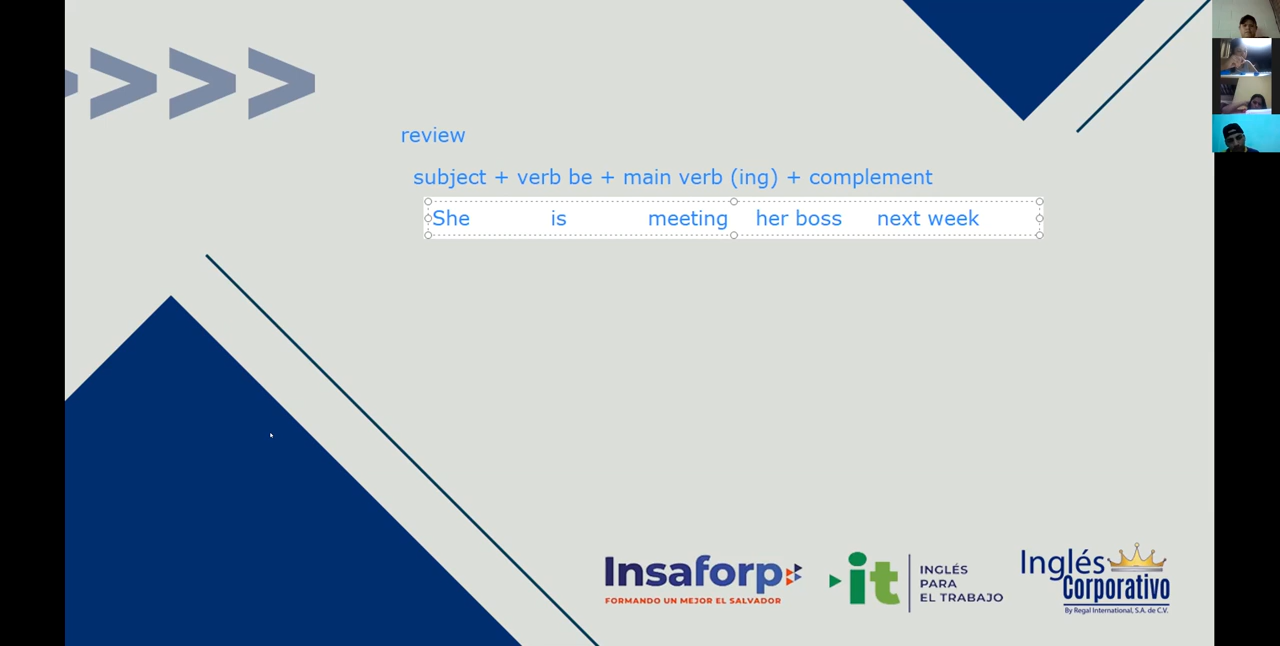 review
subject + verb be + main verb (ing) + complement
She is meeting her boss next week
Insaforp
FORMANDO UN MEJOR EL SALVADOR
it
INGLÉS
PARA
EL TRABAJO
Inglés
Corporativo
By Regal International, S.A. de C.V.